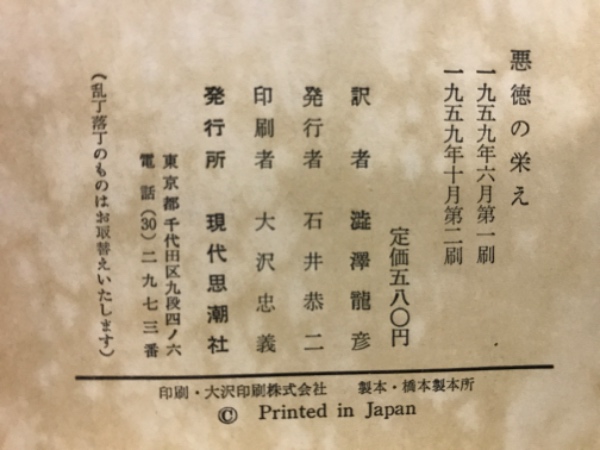 悪徳の栄え
一九五九年六月第一刷
一九五九年十月第二刷
定価五八〇円
訳者 澁澤龍彦
発行者 石井恭二
印刷者 大沢忠義
発行所 現代思潮社
東京都千代田区九段四ノ六
電話(30)二九七三番
(乱丁落丁のものはお取替えいたします)
印刷・大沢印刷株式会社 製本・橋本製本所
© Printed in Japan